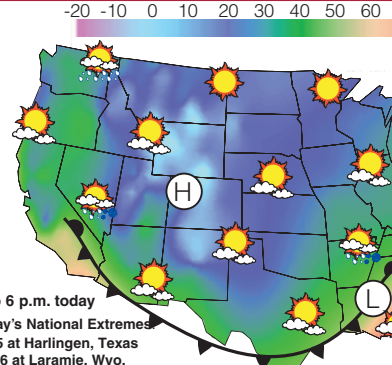 -20 -10 0 10 20 30 40 50 60
H
L
6 p.m. today
National Extremes
at Harlingen, Texas
at Laramie, Wyo.